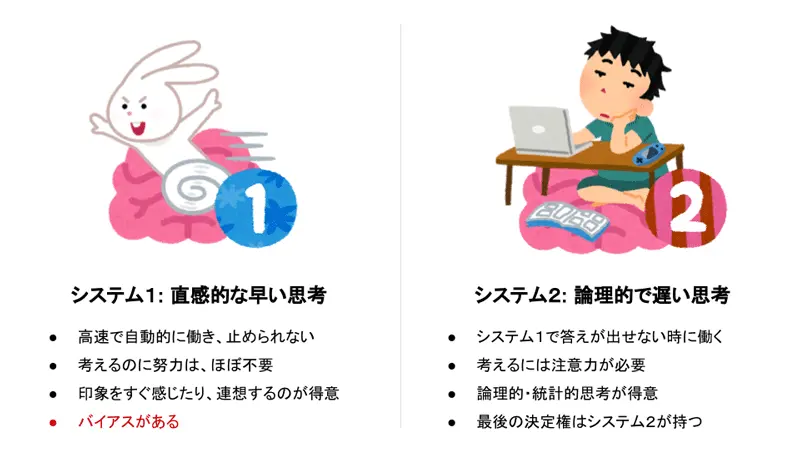 1
システム1: 直感的な早い思考
● 高速で自動的に働き、止められない
● 考えるのに努力は、ほぼ不要
● 印象をすぐ感じたり、連想するのが得意
● バイアスがある
2
システム2: 論理的で遅い思考
● システム1で答えが出せない時に働く
● 考えるには注意力が必要
● 論理的・統計的思考が得意
● 最後の決定権はシステム2が持つ